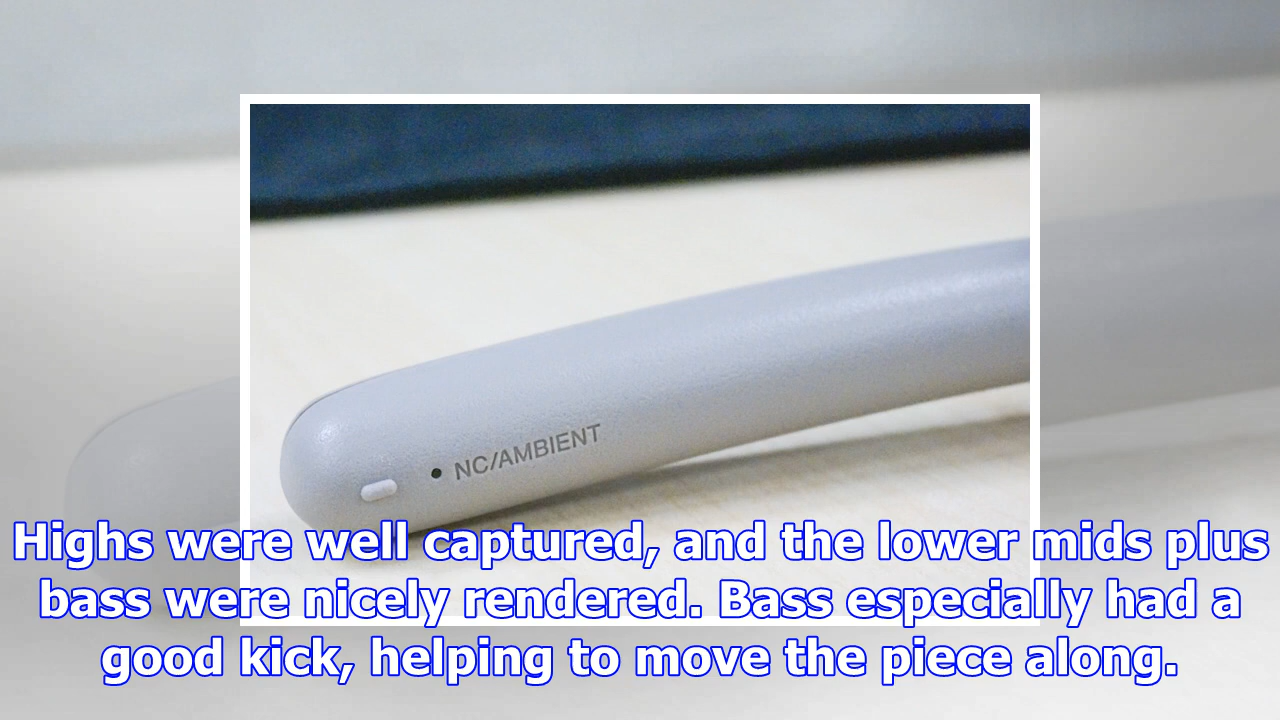 NC/AMBIENT
Highs were well captured, and the lower mids plus
bass were nicely rendered. Bass especially had a
good kick, helping to move the piece along.